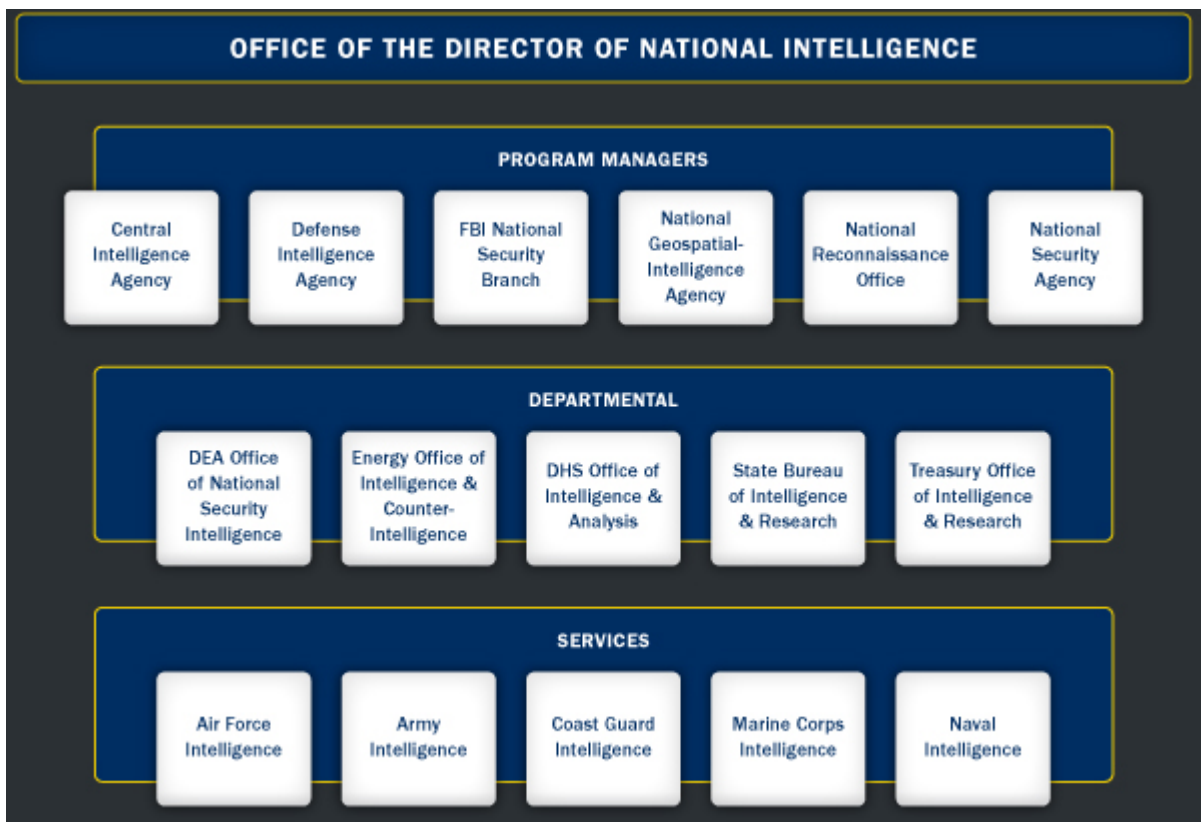 OFFICE OF THE DIRECTOR OF NATIONAL INTELLIGENCE
PROGRAM MANAGERS
Central
Intelligence
Agency
Defense
Intelligence
Agency
FBI National
Security
Branch
National
Geospatial-
Intelligence
Agency
National
Reconnaissance
Office
National
Security
Agency
DEPARTMENTAL
DEA Office
of National
Security
Intelligence
Energy Office of
Intelligence &
Counter-
Intelligence
DHS Office of
Intelligence &
Analysis
State Bureau
of Intelligence
& Research
Treasury Office
of Intelligence
& Research
SERVICES
Air Force
Intelligence
Army
Intelligence
Coast Guard
Intelligence
Marine Corps
Intelligence
Naval
Intelligence